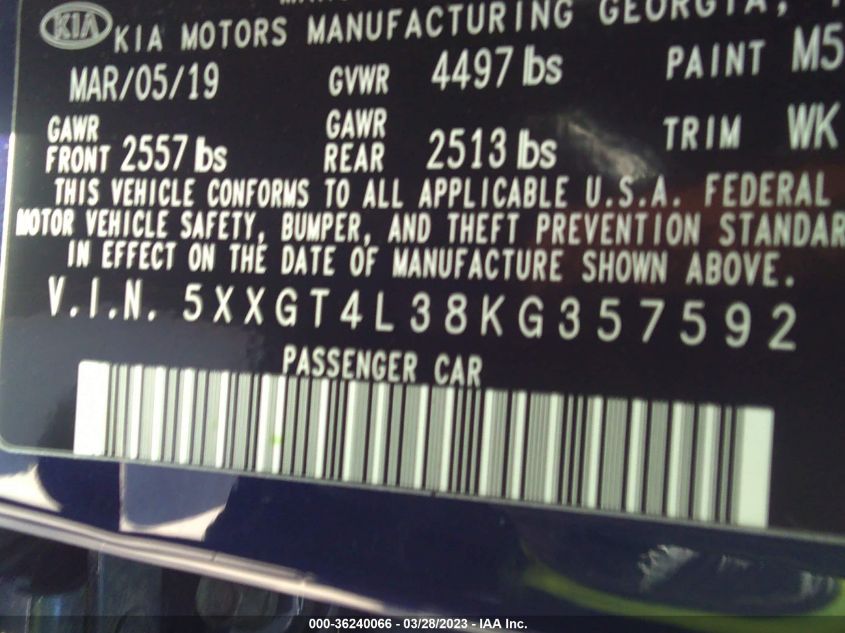 KIA KIA MOTORS MANUFACTURING GEORGIA,
MAR/05/19 GVWR 4497 lbs PAINT M5
GAWR FRONT 2557 lbs GAWR REAR 2513 lbs TRIM WK
THIS VEHICLE CONFORMS TO ALL APPLICABLE U.S.A. FEDERAL
MOTOR VEHICLE SAFETY, BUMPER, AND THEFT PREVENTION STANDAR
IN EFFECT ON THE DATE OF MANUFACTURE SHOWN ABOVE.
V.I.N. 5XXGT4L38KG357592
PASSENGER CAR
000-36240066 - 03/28/2023 - IAA Inc.